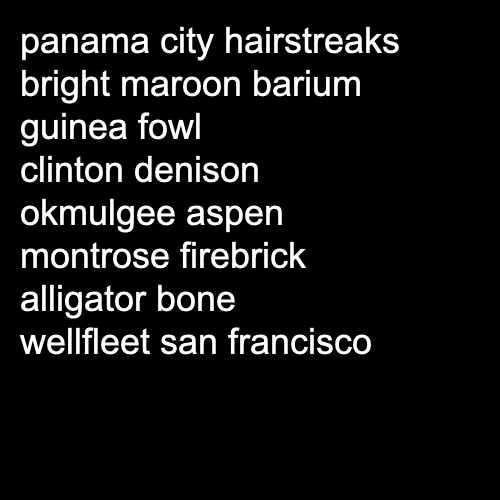 panama city hairstreaks
bright maroon barium
guinea fowl
clinton denison
okmulgee aspen
montrose firebrick
alligator bone
wellfleet san francisco